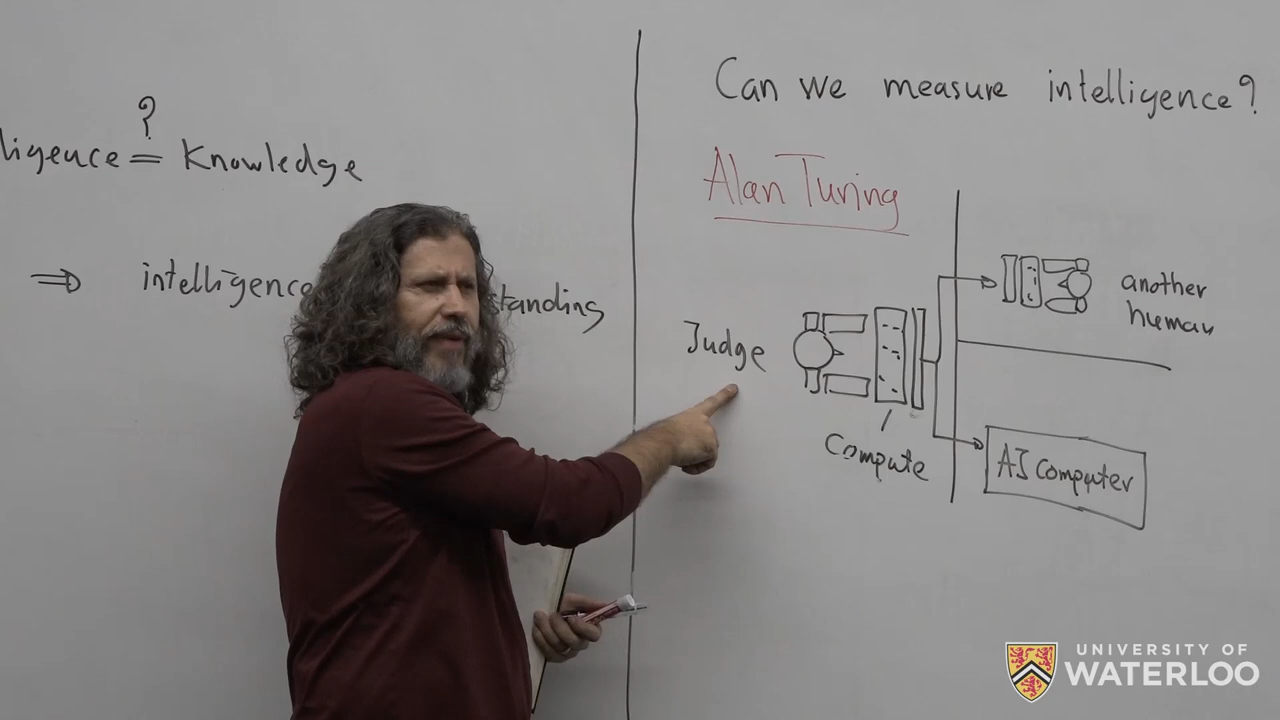 ligence = Knowledge
?
⇒ intelligence standing
Can we measure intelligence?
Alan Turing
Judge
Compute
another
human
AI Computer
UNIVERSITY OF
WATERLOO